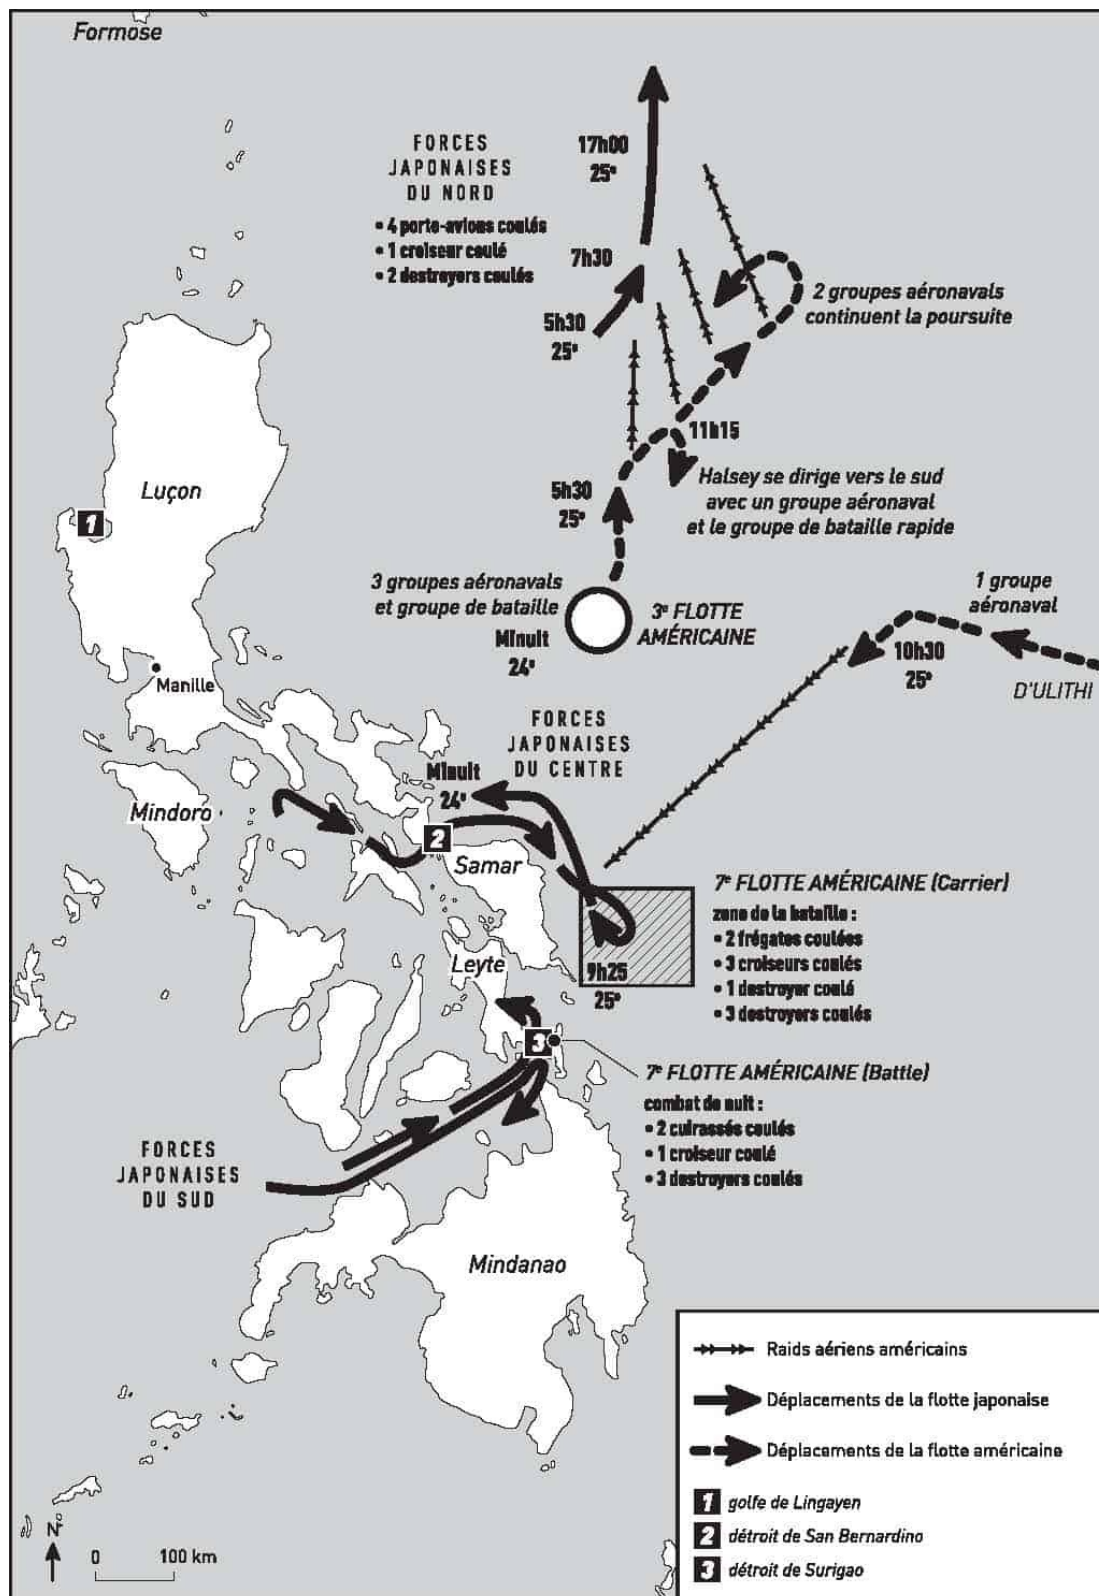 Formose
FORCES
JAPONAISES
DU NORD
• 4 porte-avions coulés
• 1 croiseur coulé
• 2 destroyers coulés
17h00
25e
7h30
5h30
25e
2 groupes aéronavals
continuent la poursuite
11h15
Halsey se dirige vers le sud
avec un groupe aéronaval
et le groupe de bataille rapide
5h30
25e
Luçon
1
3 groupes aéronavals
et groupe de bataille
Minuit
24e
3e FLOTTE
AMÉRICAINE
1 groupe
aéronaval
10h30
25e
D'ULITHI
Manille
FORCES
JAPONAISES
DU CENTRE
Minuit
24e
Mindoro
2
Samar
7e FLOTTE AMÉRICAINE (Carrier)
zone de la bataille :
• 2 frégates coulées
• 3 croiseurs coulés
• 1 destroyer coulé
• 3 destroyers coulés
Leyte
9h25
25e
3
7e FLOTTE AMÉRICAINE (Battle)
combat de nuit :
• 2 cuirassés coulés
• 1 croiseur coulé
• 3 destroyers coulés
FORCES
JAPONAISES
DU SUD
Mindanao
Raids aériens américains
Déplacements de la flotte japonaise
Déplacements de la flotte américaine
1 golfe de Lingayen
2 détroit de San Bernardino
3 détroit de Surigao
N
0 100 km